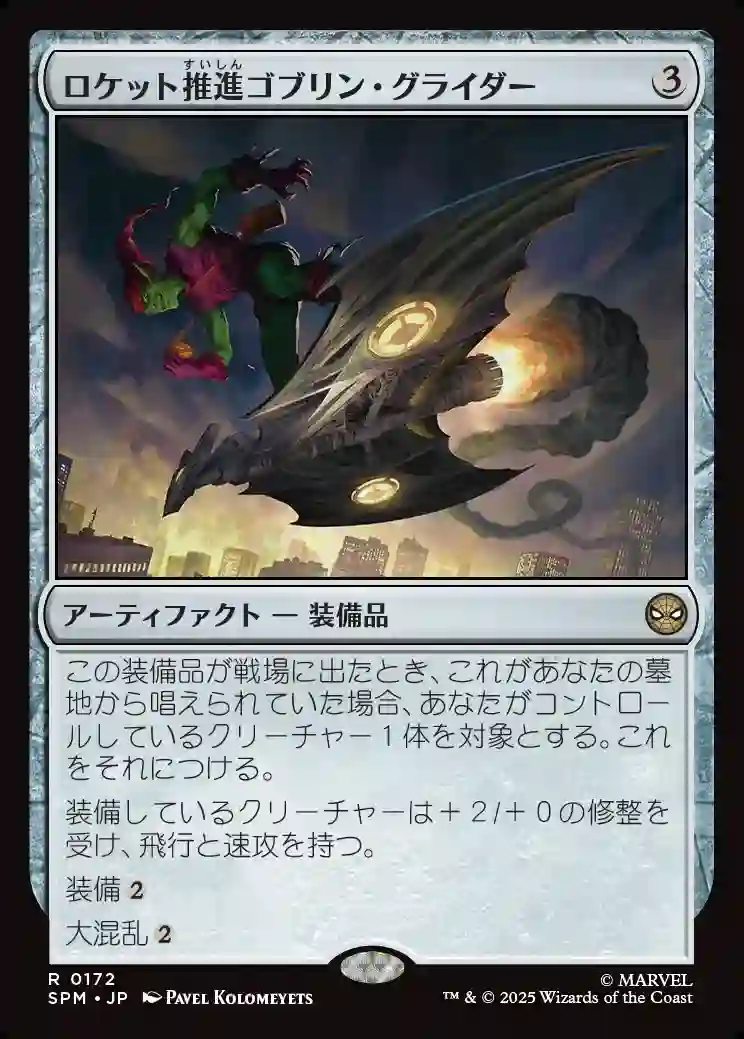 すいしん
ロケット推進ゴブリン・グライダー 3
アーティファクト — 装備品
この装備品が戦場に出たとき、これがあなたの墓
地から唱えられていた場合、あなたがコントロー
ルしているクリーチャー１体を対象とする。これ
をそれにつける。
装備しているクリーチャーは＋２/＋０の修整を
受け、飛行と速攻を持つ。
装備 2
大混乱 2
R 0172
SPM • JP PAVEL KOLOMEYETS
© MARVEL
™ & © 2025 Wizards of the Coast